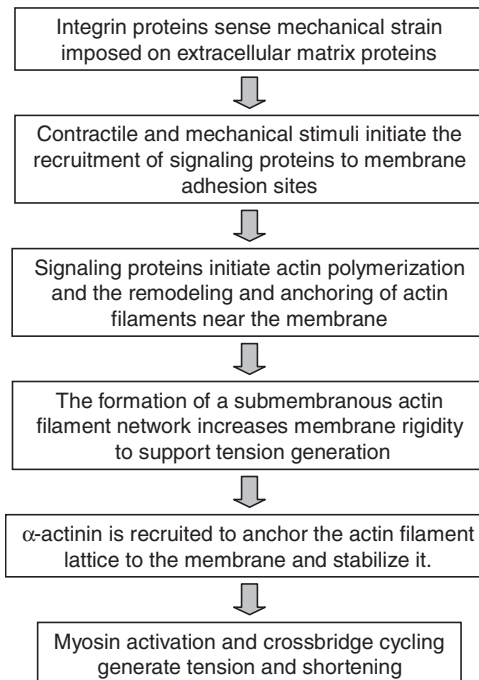 Integrin proteins sense mechanical strain
imposed on extracellular matrix proteins
Contractile and mechanical stimuli initiate the
recruitment of signaling proteins to membrane
adhesion sites
Signaling proteins initiate actin polymerization
and the remodeling and anchoring of actin
filaments near the membrane
The formation of a submembranous actin
filament network increases membrane rigidity
to support tension generation
α-actinin is recruited to anchor the actin filament
lattice to the membrane and stabilize it.
Myosin activation and crossbridge cycling
generate tension and shortening